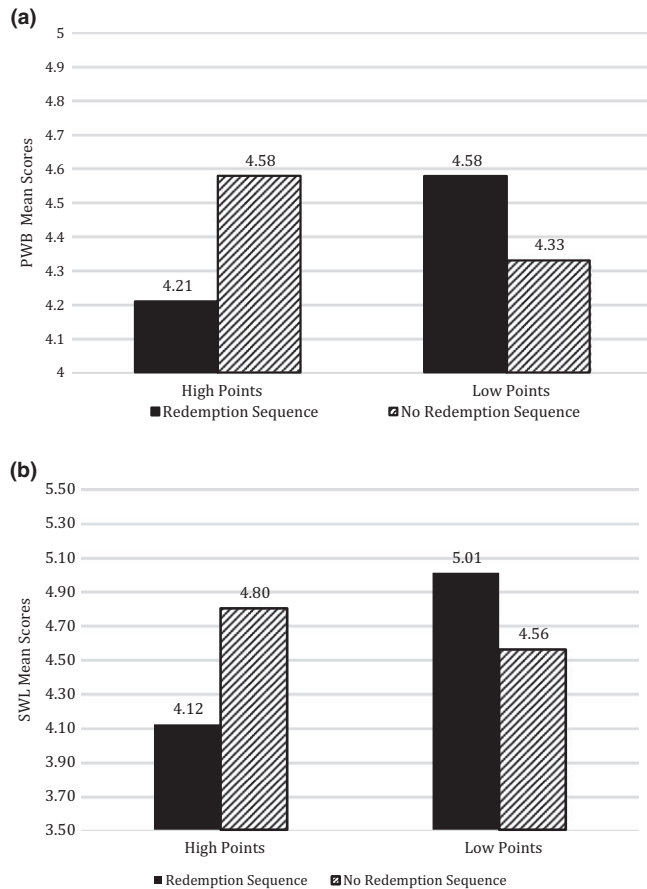 (a)
5
4.9
4.8
4.7
4.6
4.5
4.4
4.3
4.2
4.1
4
PWB Mean Scores
4.21
4.58
4.58
4.33
High Points
Low Points
Redemption Sequence
No Redemption Sequence
(b)
5.50
5.30
5.10
4.90
4.70
4.50
4.30
4.10
3.90
3.70
3.50
SWL Mean Scores
4.12
4.80
5.01
4.56
High Points
Low Points
Redemption Sequence
No Redemption Sequence